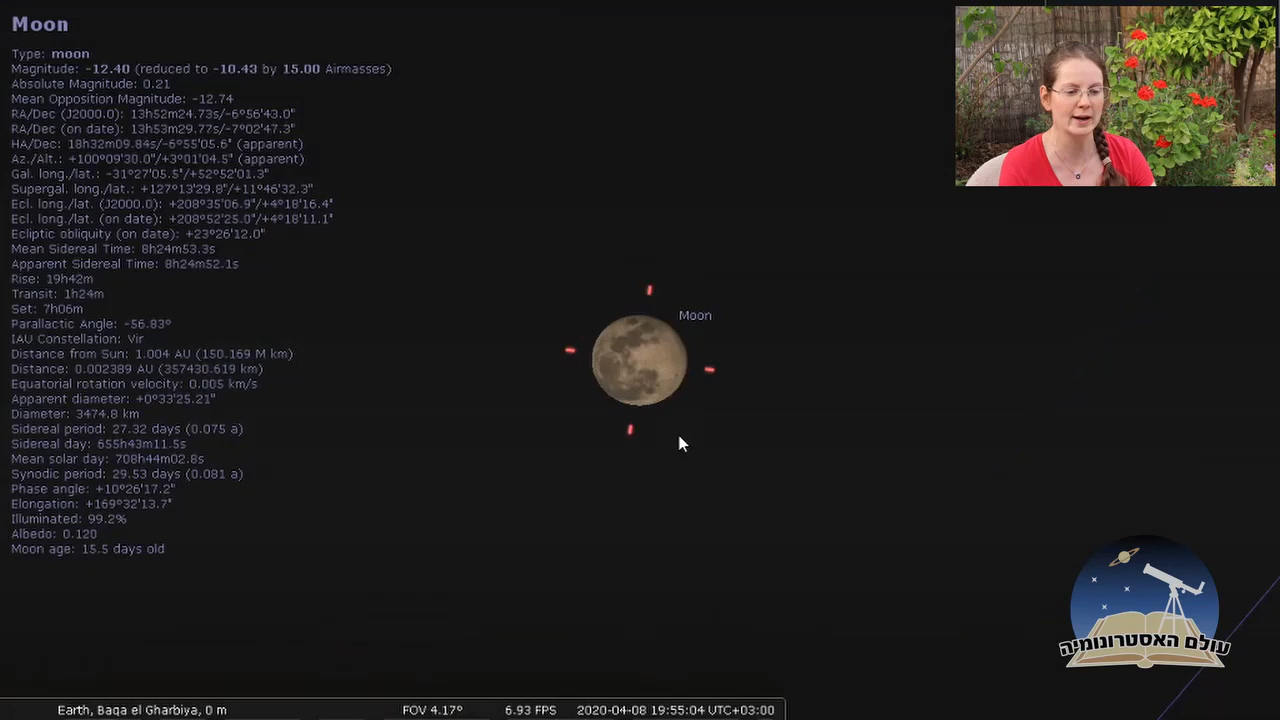 Moon
Type: moon
Magnitude: -12.40 (reduced to -10.43 by 15.00 Airmasses)
Absolute Magnitude: 0.21
Mean Opposition Magnitude: -12.74
RA/Dec (J2000.0): 13h52m24.73s/-6°56'43.0"
RA/Dec (on date): 13h53m29.77s/-7°02'47.3"
HA/Dec: 18h32m09.84s/-6°55'05.6" (apparent)
Az./Alt.: +100°09'30.0"/+3°01'04.5" (apparent)
Gal. long./lat.: -31°27'05.5"/+52°52'01.3"
Supergal. long./lat.: +127°13'29.8"/+11°46'32.3"
Ecl. long./lat. (J2000.0): +208°35'06.9"/+4°18'16.4"
Ecl. long./lat. (on date): +208°52'25.0"/+4°18'11.1"
Ecliptic obliquity (on date): +23°26'12.0"
Mean Sidereal Time: 8h24m53.3s
Apparent Sidereal Time: 8h24m52.1s
Rise: 19h42m
Transit: 1h24m
Set: 7h06m
Parallactic Angle: -56.83°
IAU Constellation: Vir
Distance from Sun: 1.004 AU (150.169 M km)
Distance: 0.002389 AU (357430.619 km)
Equatorial rotation velocity: 0.005 km/s
Apparent diameter: +0°33'25.21"
Diameter: 3474.8 km
Sidereal period: 27.32 days (0.075 a)
Sidereal day: 655h43m11.5s
Mean solar day: 708h44m02.8s
Synodic period: 29.53 days (0.081 a)
Phase angle: +10°26'17.2"
Elongation: +169°32'13.7"
Illuminated: 99.2%
Albedo: 0.120
Moon age: 15.5 days old
Moon
עולם האסטרונומיה
Earth, Baqa el Gharbiya, 0 m FOV 4.17° 6.93 FPS 2020-04-08 19:55:04 UTC+03:00